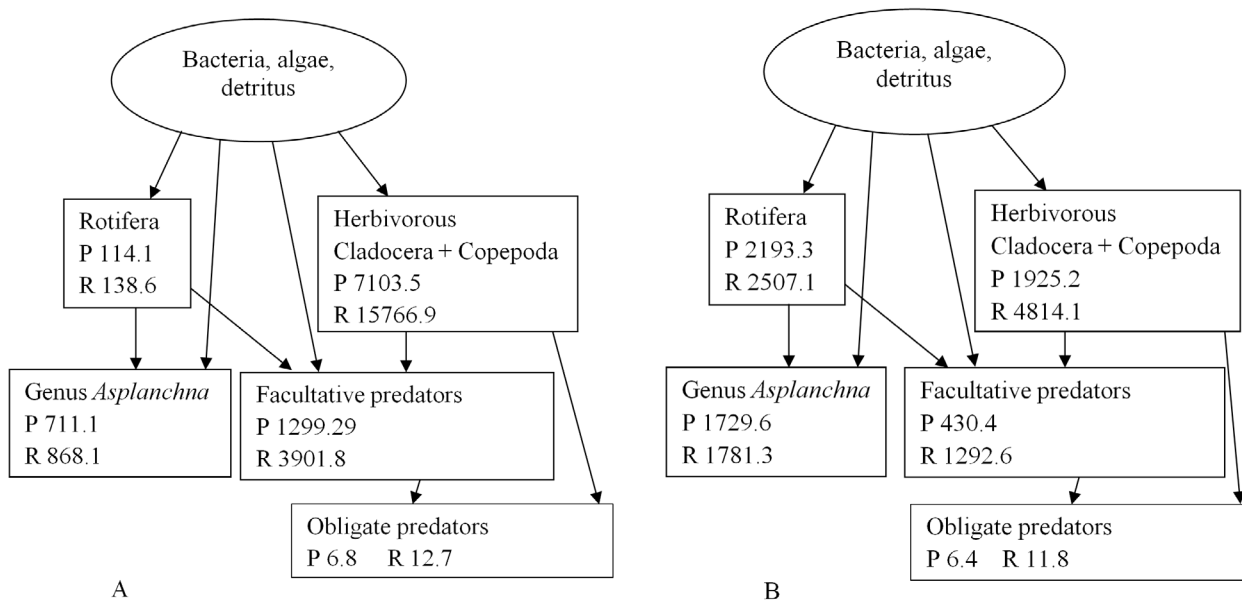 Bacteria, algae,
detritus
Rotifera
P 114.1
R 138.6
Herbivorous
Cladocera + Copepoda
P 7103.5
R 15766.9
Genus Asplanchna
P 711.1
R 868.1
Facultative predators
P 1299.29
R 3901.8
Obligate predators
P 6.8 R 12.7
A
Bacteria, algae,
detritus
Rotifera
P 2193.3
R 2507.1
Herbivorous
Cladocera + Copepoda
P 1925.2
R 4814.1
Genus Asplanchna
P 1729.6
R 1781.3
Facultative predators
P 430.4
R 1292.6
Obligate predators
P 6.4 R 11.8
B